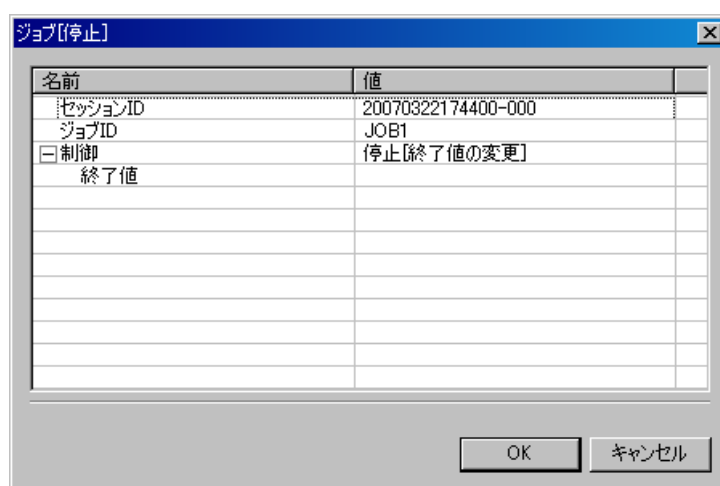 ジョブ[停止]
名前 値
セッションID 20070322174400-000
ジョブID JOB1
制御 停止[終了値の変更]
終了値
OK キャンセル